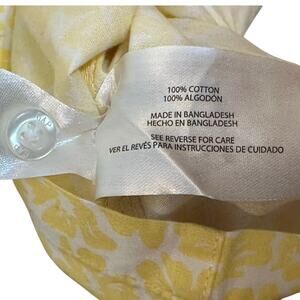 100% COTTON
100% ALGODÓN
MADE IN BANGLADESH
HECHO EN BANGLADESH
SEE REVERSE FOR CARE
VER EL REVÉS PARA INSTRUCCIONES DE CUIDADO